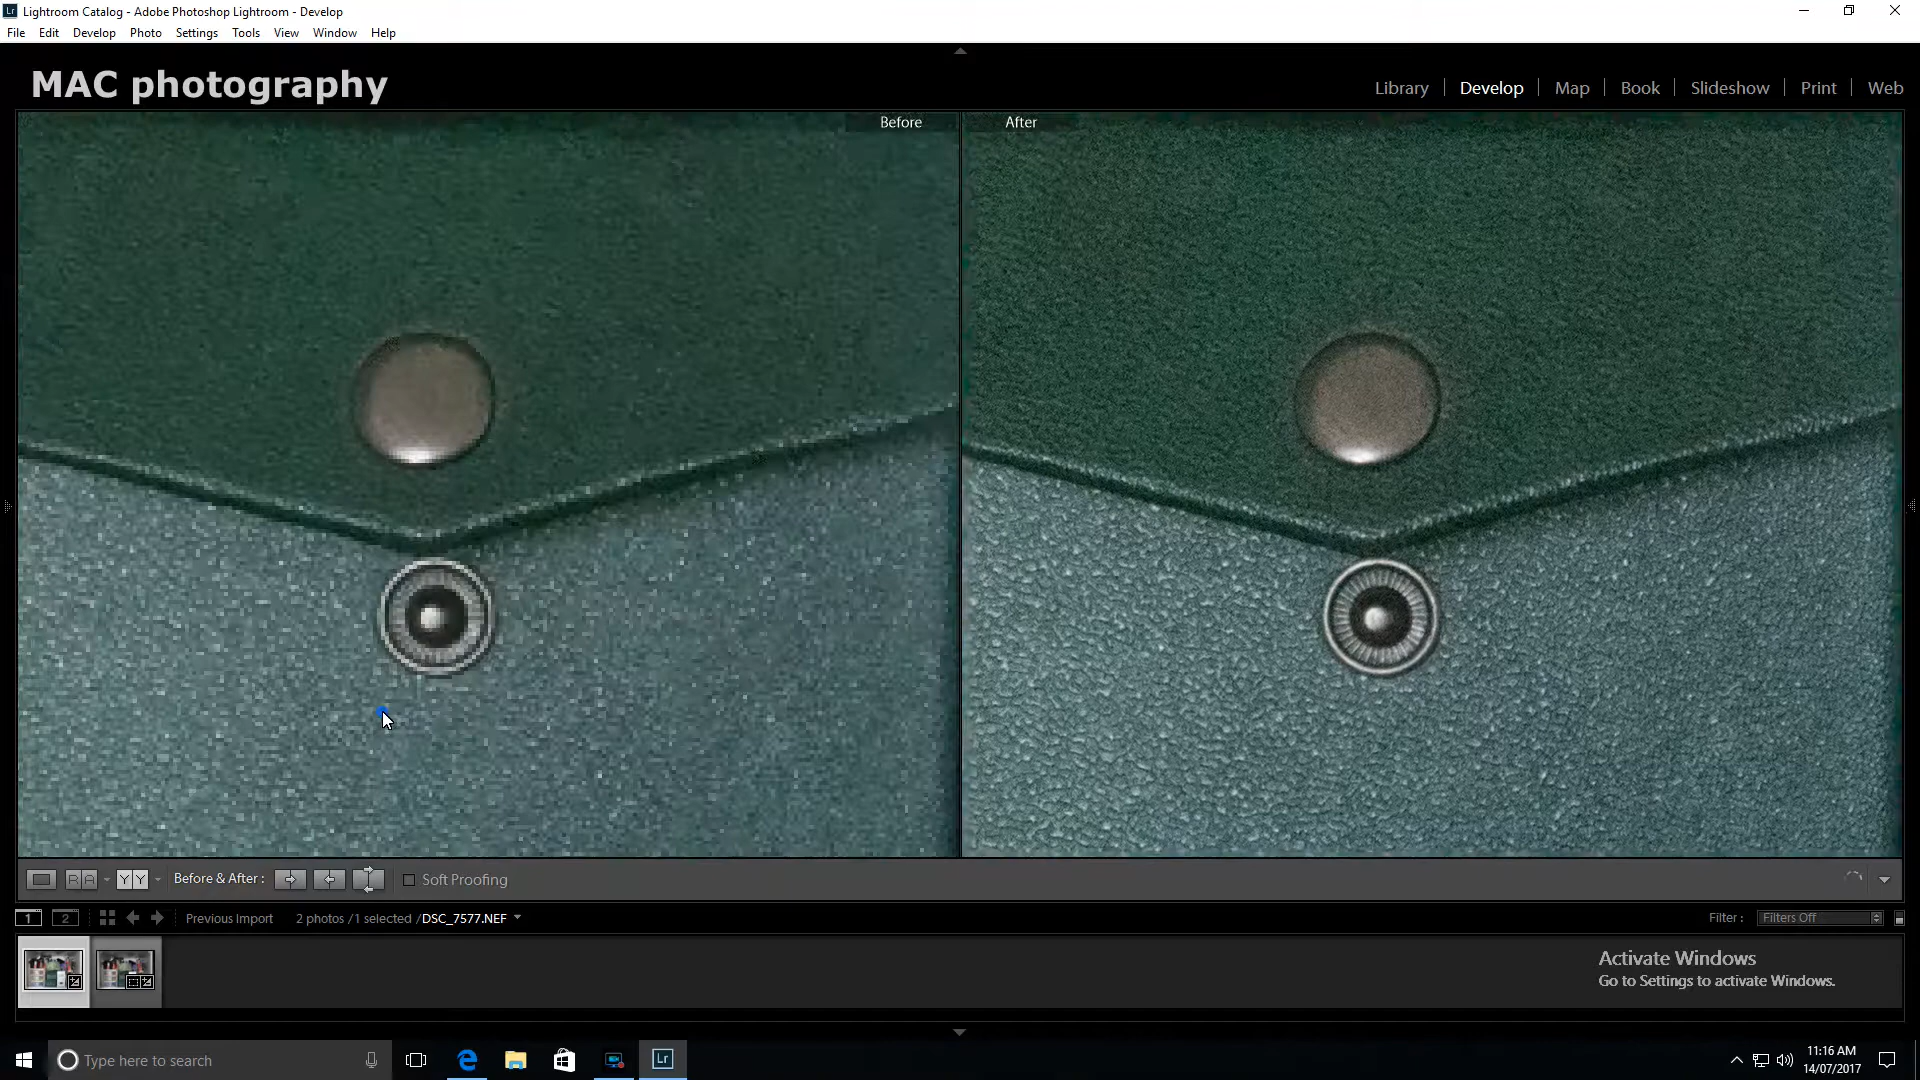 Lightroom Catalog - Adobe Photoshop Lightroom - Develop
File Edit Develop Photo Settings Tools View Window Help
MAC photography
Library Develop Map Book Slideshow Print Web
Before After
R A Y Y Before & After : Soft Proofing
1 2 Previous Import 2 photos / 1 selected / DSC_7577.NEF Filter : Filters Off
Activate Windows
Go to Settings to activate Windows.
Type here to search
Lr
11:16 AM
14/07/2017